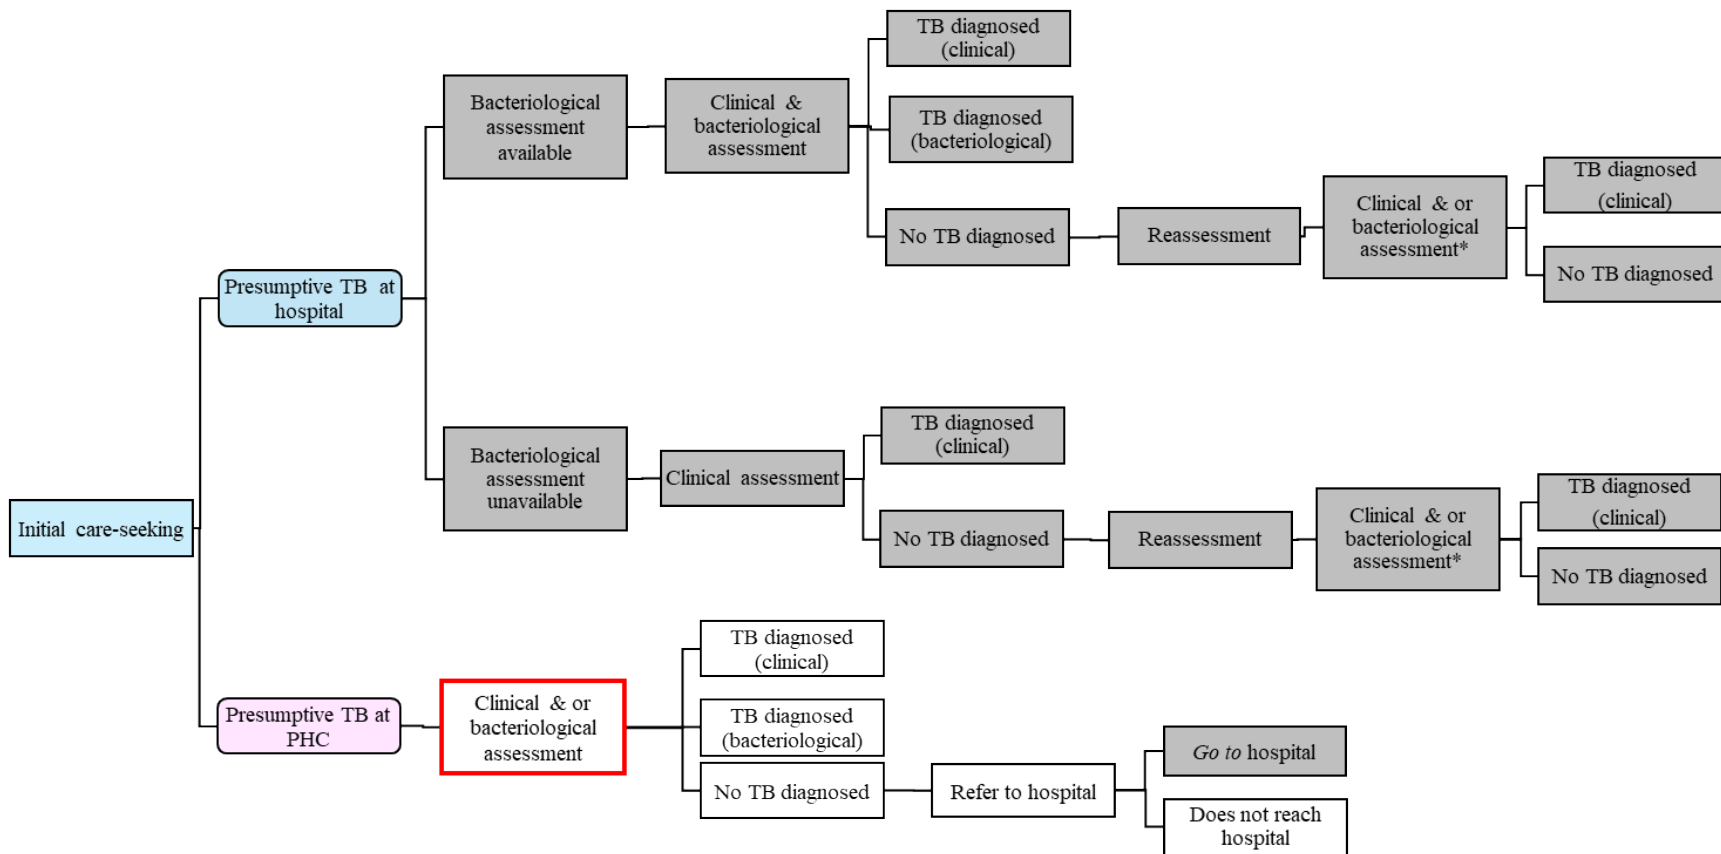 TB diagnosed
(clinical)
Bacteriological
assessment
available
Clinical & 
bacteriological
assessment
TB diagnosed
(bacteriological)
No TB diagnosed
Reassessment
Clinical & or
bacteriological
assessment*
TB diagnosed
(clinical)
No TB diagnosed
Presumptive TB at
hospital
Bacteriological
assessment
unavailable
Clinical assessment
TB diagnosed
(clinical)
No TB diagnosed
Reassessment
Clinical & or
bacteriological
assessment*
TB diagnosed
(clinical)
No TB diagnosed
Initial care-seeking
Presumptive TB at
PHC
Clinical & or
bacteriological
assessment
TB diagnosed
(clinical)
TB diagnosed
(bacteriological)
No TB diagnosed
Refer to hospital
Go to hospital
Does not reach
hospital